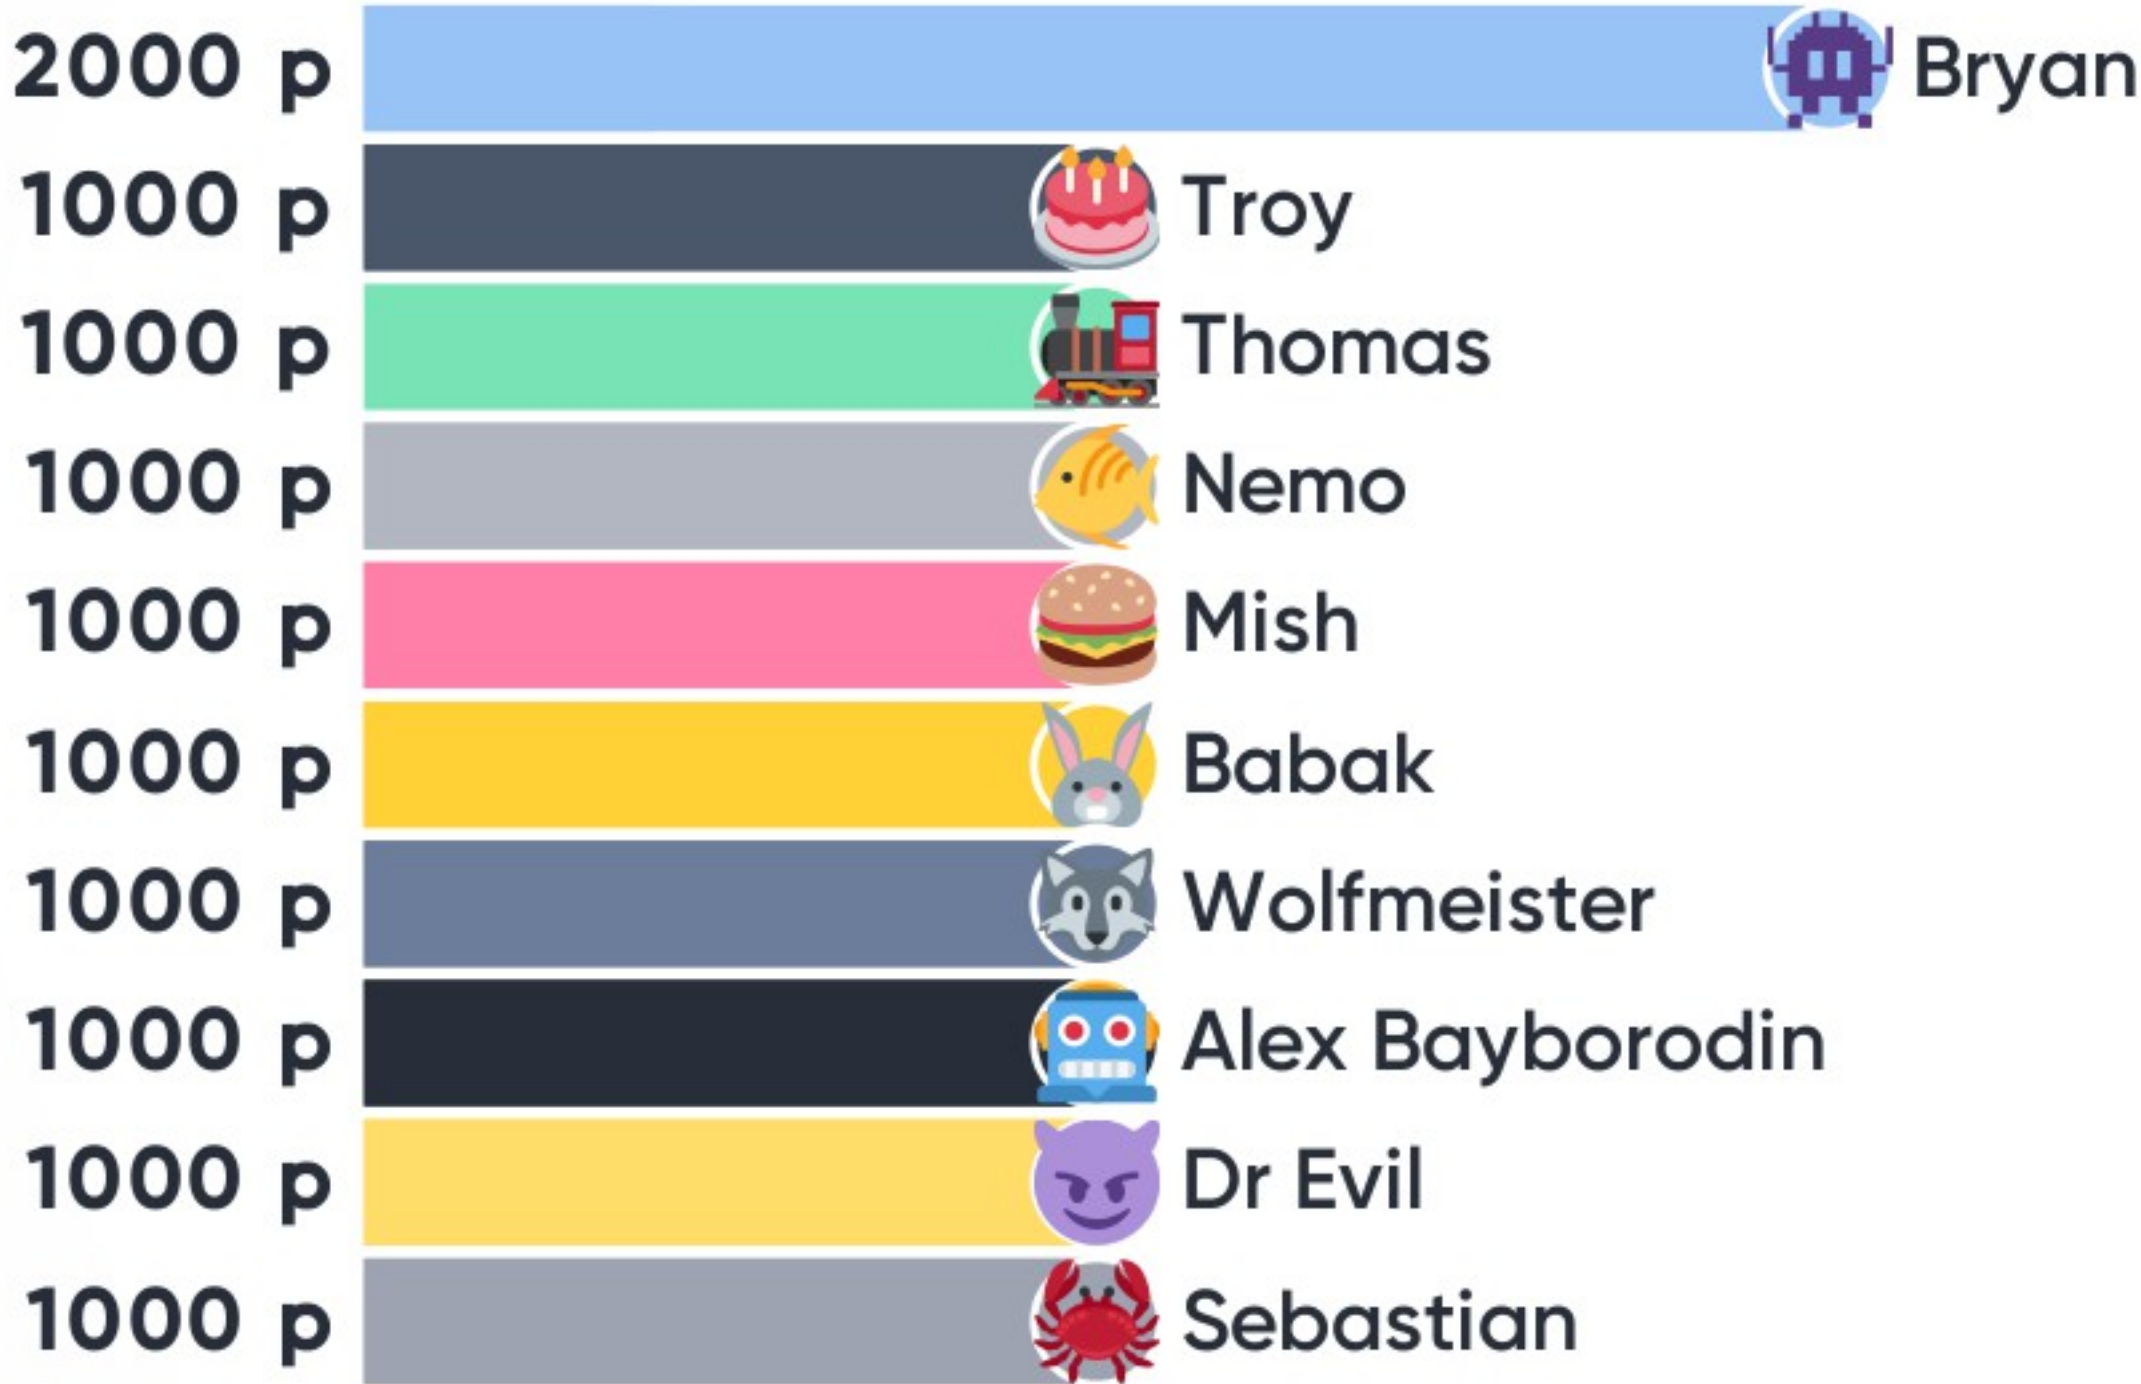 2000 p Bryan
1000 p Troy
1000 p Thomas
1000 p Nemo
1000 p Mish
1000 p Babak
1000 p Wolfmeister
1000 p Alex Bayborodin
1000 p Dr Evil
1000 p Sebastian